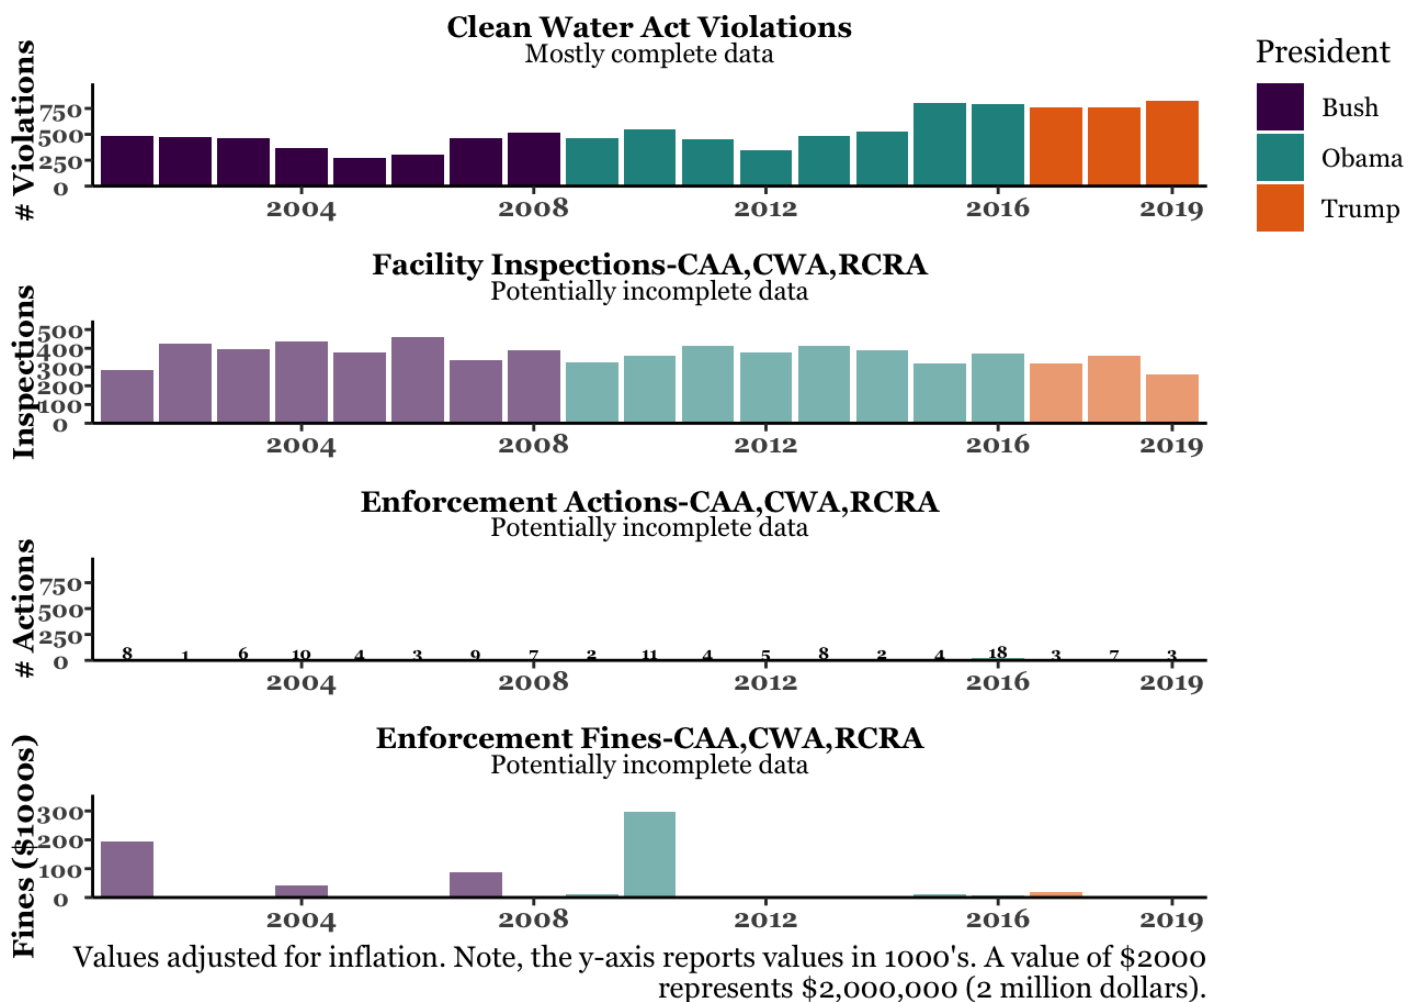 Clean Water Act Violations
Mostly complete data
# Violations
750
500
250
0
2004 2008 2012 2016 2019
President
Bush
Obama
Trump
Facility Inspections-CAA,CWA,RCRA
Potentially incomplete data
Inspections
500
400
300
200
100
0
2004 2008 2012 2016 2019
Enforcement Actions-CAA,CWA,RCRA
Potentially incomplete data
# Actions
750
500
250
0
8 1 6 10 4 3 9 7 2 11 4 5 8 2 4 18 3 7 3
2004 2008 2012 2016 2019
Enforcement Fines-CAA,CWA,RCRA
Potentially incomplete data
Fines ($1000s)
300
200
100
0
2004 2008 2012 2016 2019
Values adjusted for inflation. Note, the y-axis reports values in 1000's. A value of $2000
represents $2,000,000 (2 million dollars).